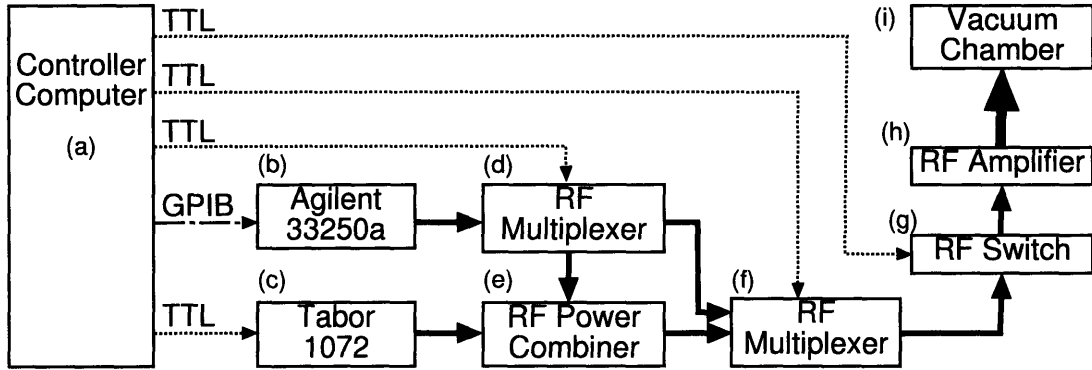 TTL
(i)
Vacuum
Chamber
Controller
Computer
TTL
(a)
TTL
(h)
RF Amplifier
(b)
(d)
GPIB
Agilent
33250a
RF
Multiplexer
(g)
RF Switch
(c)
(e)
(f)
TTL
Tabor
1072
RF Power
Combiner
RF
Multiplexer